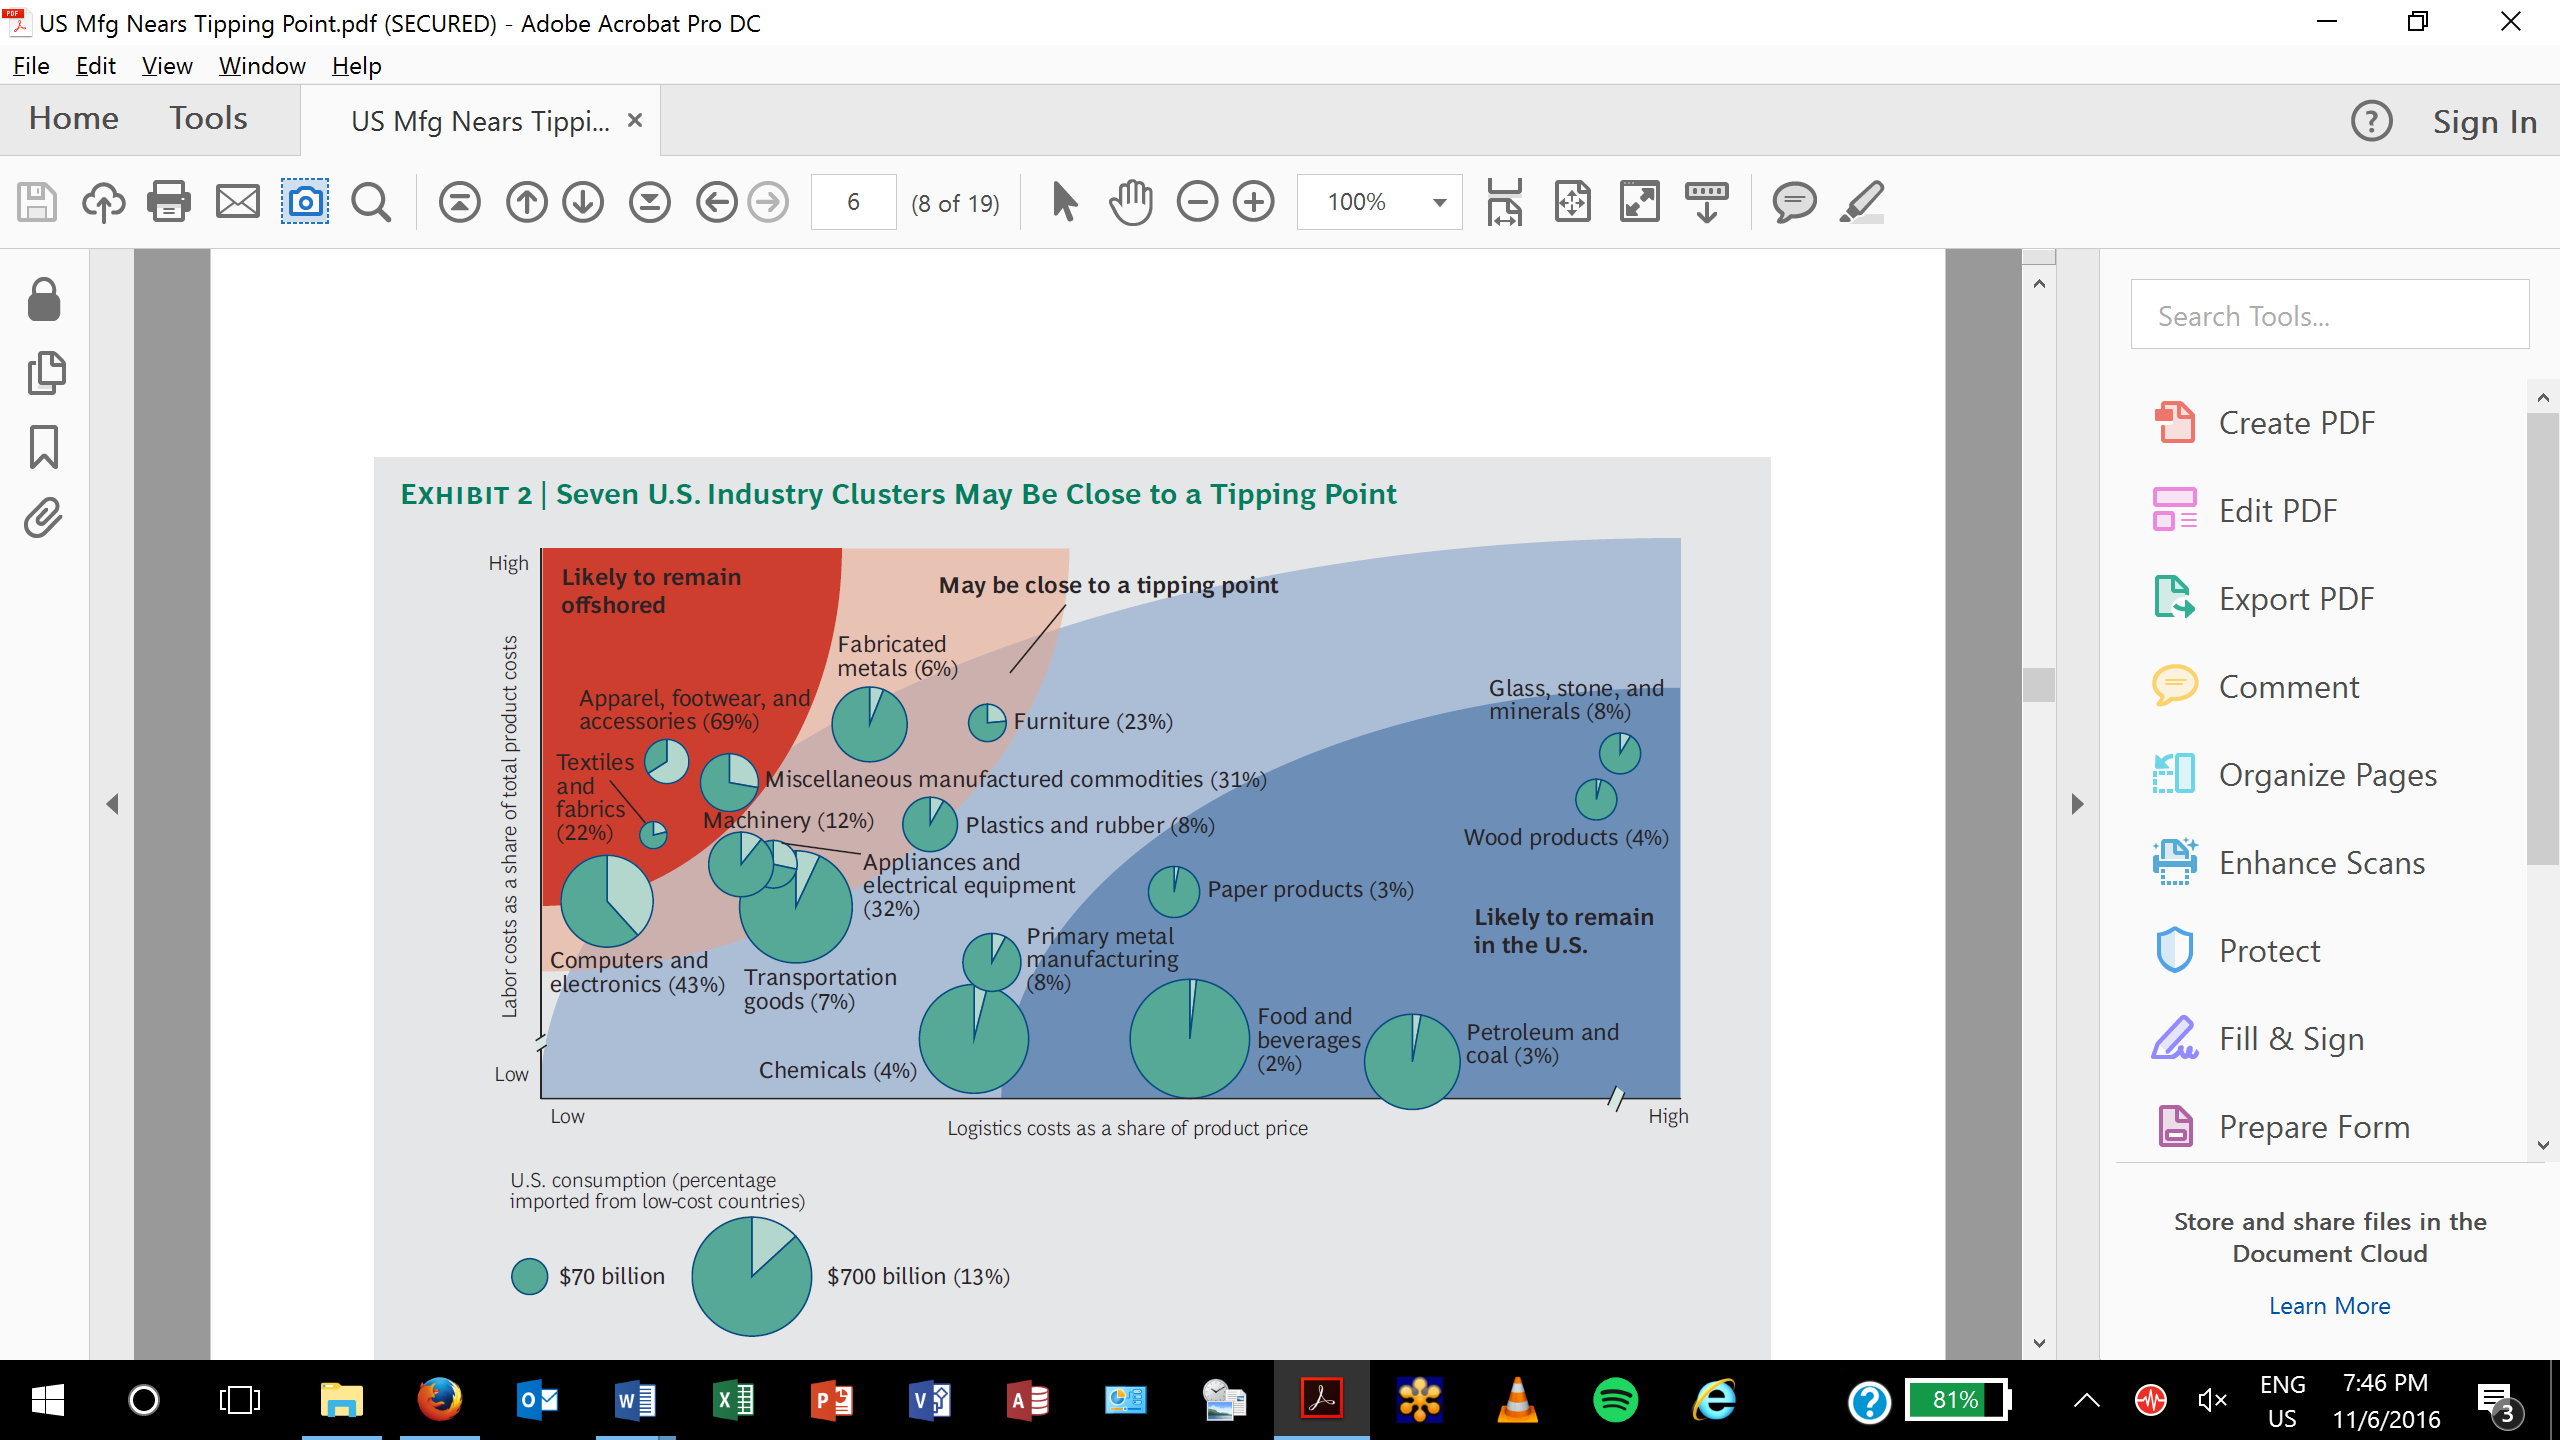 US Mfg Nears Tipping Point.pdf (SECURED) - Adobe Acrobat Pro DC
File Edit View Window Help
Home Tools US Mfg Nears Tippi... × ? Sign In
6 (8 of 19) 100%
Search Tools...
Create PDF
Edit PDF
Export PDF
Comment
Organize Pages
Enhance Scans
Protect
Fill & Sign
Prepare Form
Store and share files in the
Document Cloud
Learn More
EXHIBIT 2 | Seven U.S. Industry Clusters May Be Close to a Tipping Point
High
Labor costs as a share of total product costs
Low
Likely to remain
offshored
May be close to a tipping point
Fabricated
metals (6%)
Apparel, footwear, and
accessories (69%)
Furniture (23%)
Glass, stone, and
minerals (8%)
Textiles
and
fabrics
(22%)
Miscellaneous manufactured commodities (31%)
Machinery (12%)
Plastics and rubber (8%)
Wood products (4%)
Appliances and
electrical equipment
(32%)
Paper products (3%)
Likely to remain
in the U.S.
Computers and
electronics (43%)
Transportation
goods (7%)
Primary metal
manufacturing
(8%)
Chemicals (4%)
Food and
beverages
(2%)
Petroleum and
coal (3%)
Low
Logistics costs as a share of product price
High
U.S. consumption (percentage
imported from low-cost countries)
$70 billion
$700 billion (13%)
81%
ENG
US
7:46 PM
11/6/2016
3